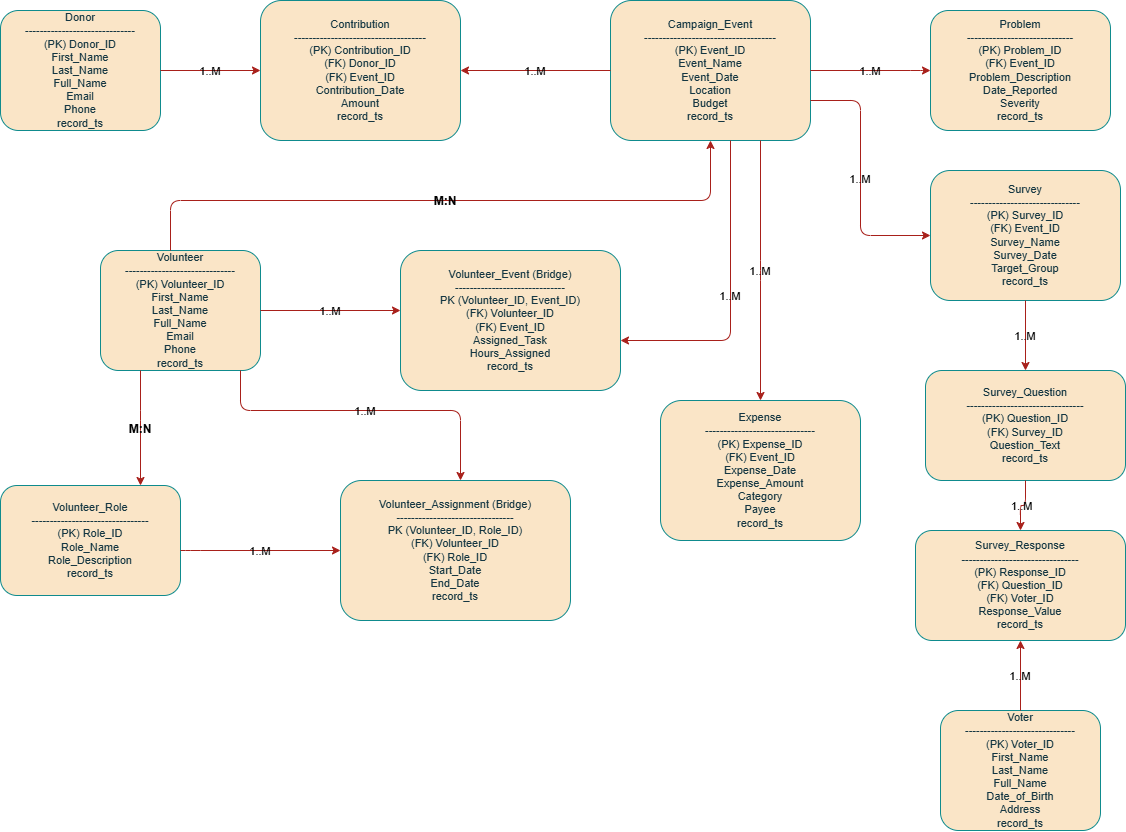 Donor
------------------------------
(PK) Donor_ID
First_Name
Last_Name
Full_Name
Email
Phone
record_ts
1..M
Contribution
------------------------------------
(PK) Contribution_ID
(FK) Donor_ID
(FK) Event_ID
Contribution_Date
Amount
record_ts
1..M
Campaign_Event
------------------------------------
(PK) Event_ID
Event_Name
Event_Date
Location
Budget
record_ts
1..M
Problem
-----------------------------
(PK) Problem_ID
(FK) Event_ID
Problem_Description
Date_Reported
Severity
record_ts
1..M
Survey
------------------------------
(PK) Survey_ID
(FK) Event_ID
Survey_Name
Survey_Date
Target_Group
record_ts
M:N
Volunteer
------------------------------
(PK) Volunteer_ID
First_Name
Last_Name
Full_Name
Email
Phone
record_ts
1..M
Volunteer_Event (Bridge)
------------------------------
PK (Volunteer_ID, Event_ID)
(FK) Volunteer_ID
(FK) Event_ID
Assigned_Task
Hours_Assigned
record_ts
1..M
1..M
1..M
Survey_Question
--------------------------------
(PK) Question_ID
(FK) Survey_ID
Question_Text
record_ts
M:N
1..M
Expense
------------------------------
(PK) Expense_ID
(FK) Event_ID
Expense_Date
Expense_Amount
Category
Payee
record_ts
Volunteer_Role
--------------------------------
(PK) Role_ID
Role_Name
Role_Description
record_ts
1..M
Volunteer_Assignment (Bridge)
--------------------------------
PK (Volunteer_ID, Role_ID)
(FK) Volunteer_ID
(FK) Role_ID
Start_Date
End_Date
record_ts
1..M
Survey_Response
--------------------------------
(PK) Response_ID
(FK) Question_ID
(FK) Voter_ID
Response_Value
record_ts
1..M
Voter
------------------------------
(PK) Voter_ID
First_Name
Last_Name
Full_Name
Date_of_Birth
Address
record_ts